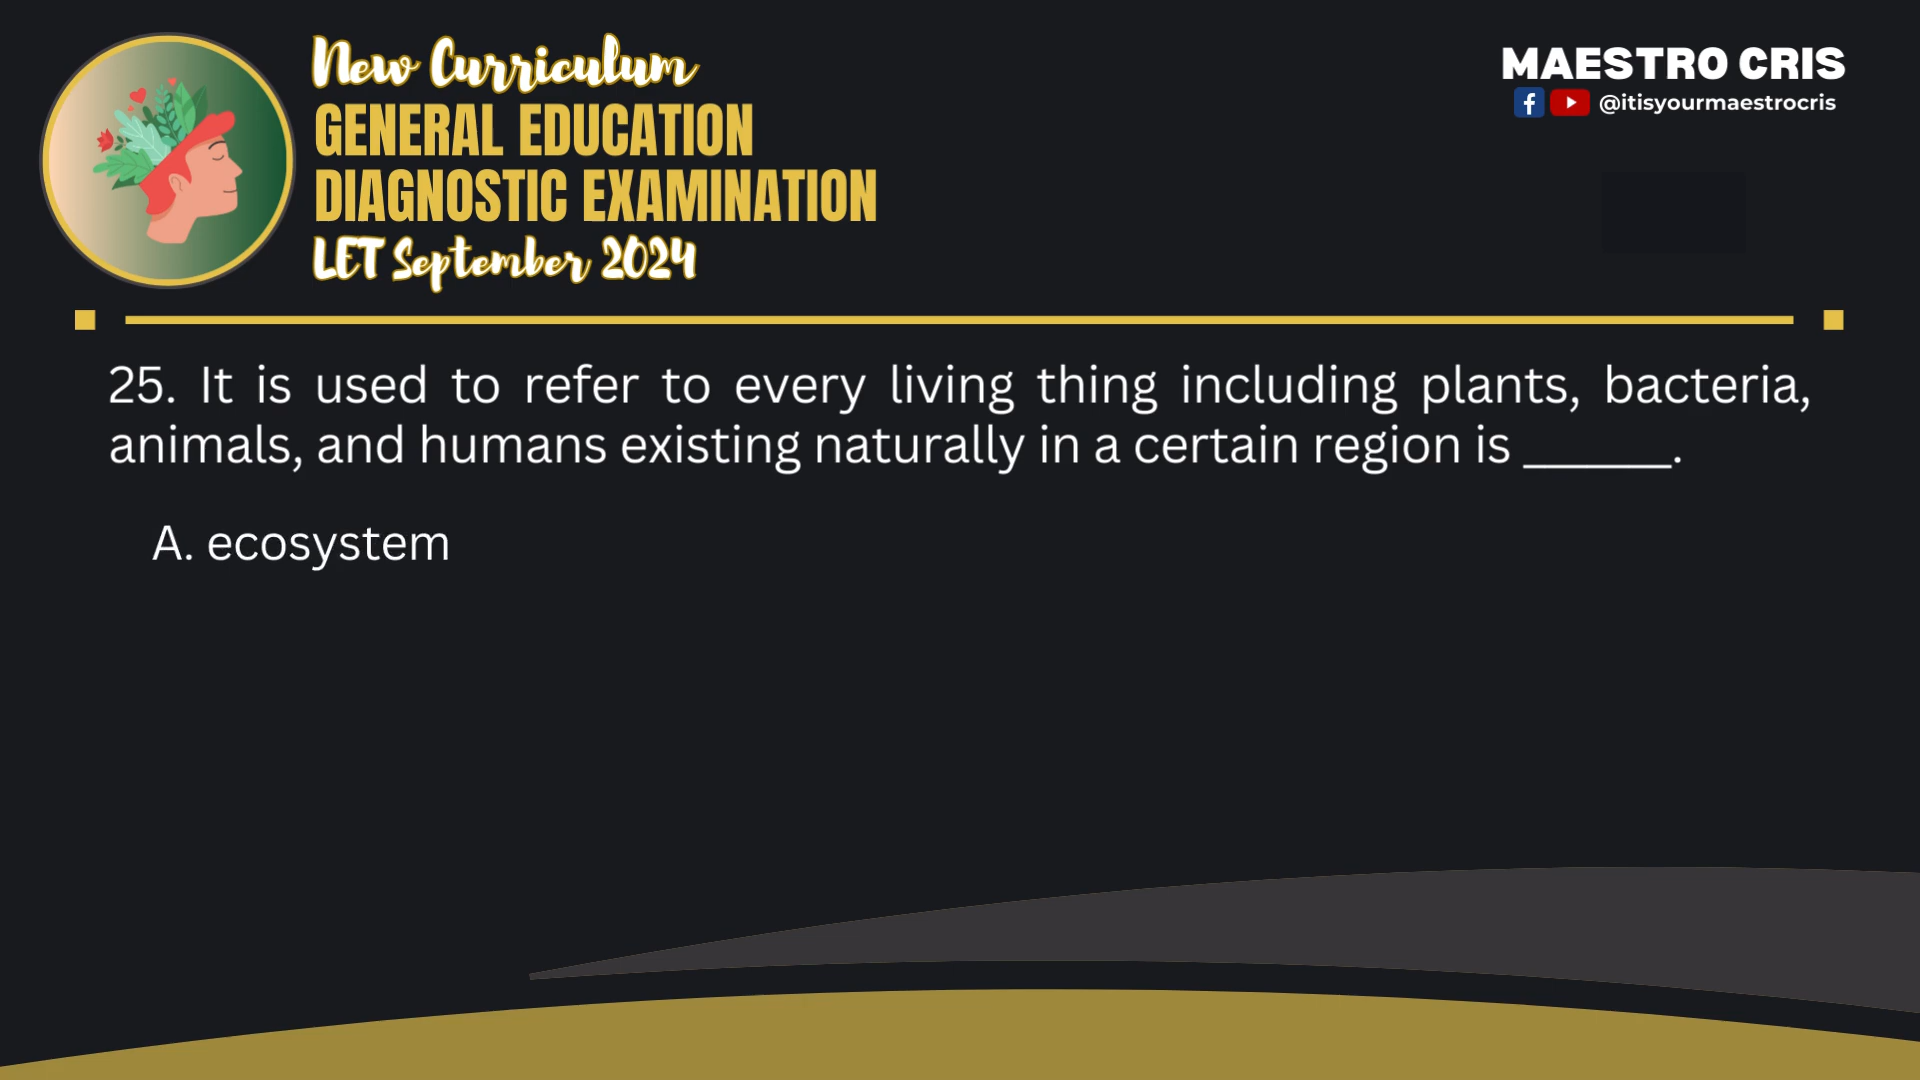 New Curriculum
GENERAL EDUCATION
DIAGNOSTIC EXAMINATION
LET September 2024
MAESTRO CRIS
@itisyourmaestrocris
25. It is used to refer to every living thing including plants, bacteria,
animals, and humans existing naturally in a certain region is ______.
A. ecosystem